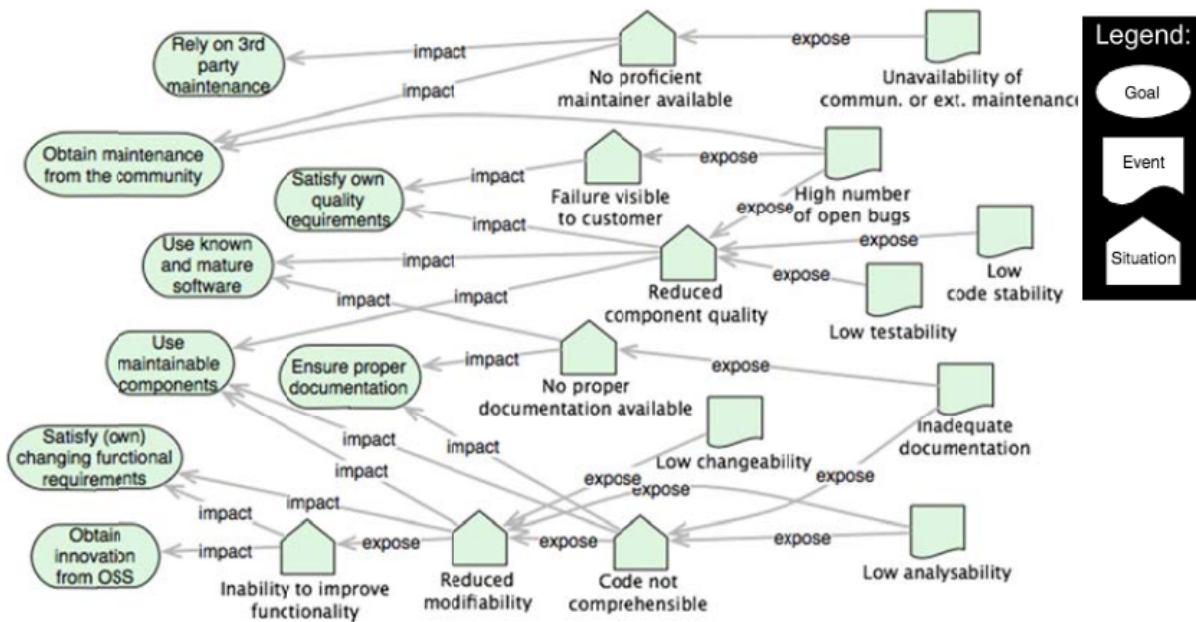 Legend:
Goal
Event
Situation
Rely on 3rd
party
maintenance
impact
No proficient
maintainer available
expose
Unavailability of
commun. or ext. maintenance
impact
Obtain maintenance
from the community
Satisfy own
quality
requirements
impact
Failure visible
to customer
expose
High number
of open bugs
expose
impact
Use known
and mature
software
impact
Reduced
component quality
expose
Low
code stability
expose
Low testability
impact
impact
Use
maintainable
components
Ensure proper
documentation
impact
No proper
documentation available
expose
Inadequate
documentation
Low changeability
impact
impact
impact
expose
expose
expose
Satisfy (own)
changing functional
requirements
impact
impact
Obtain
innovation
from OSS
impact
Inability to improve
functionality
expose
Reduced
modifiability
expose
Code not
comprehensible
expose
Low analysability